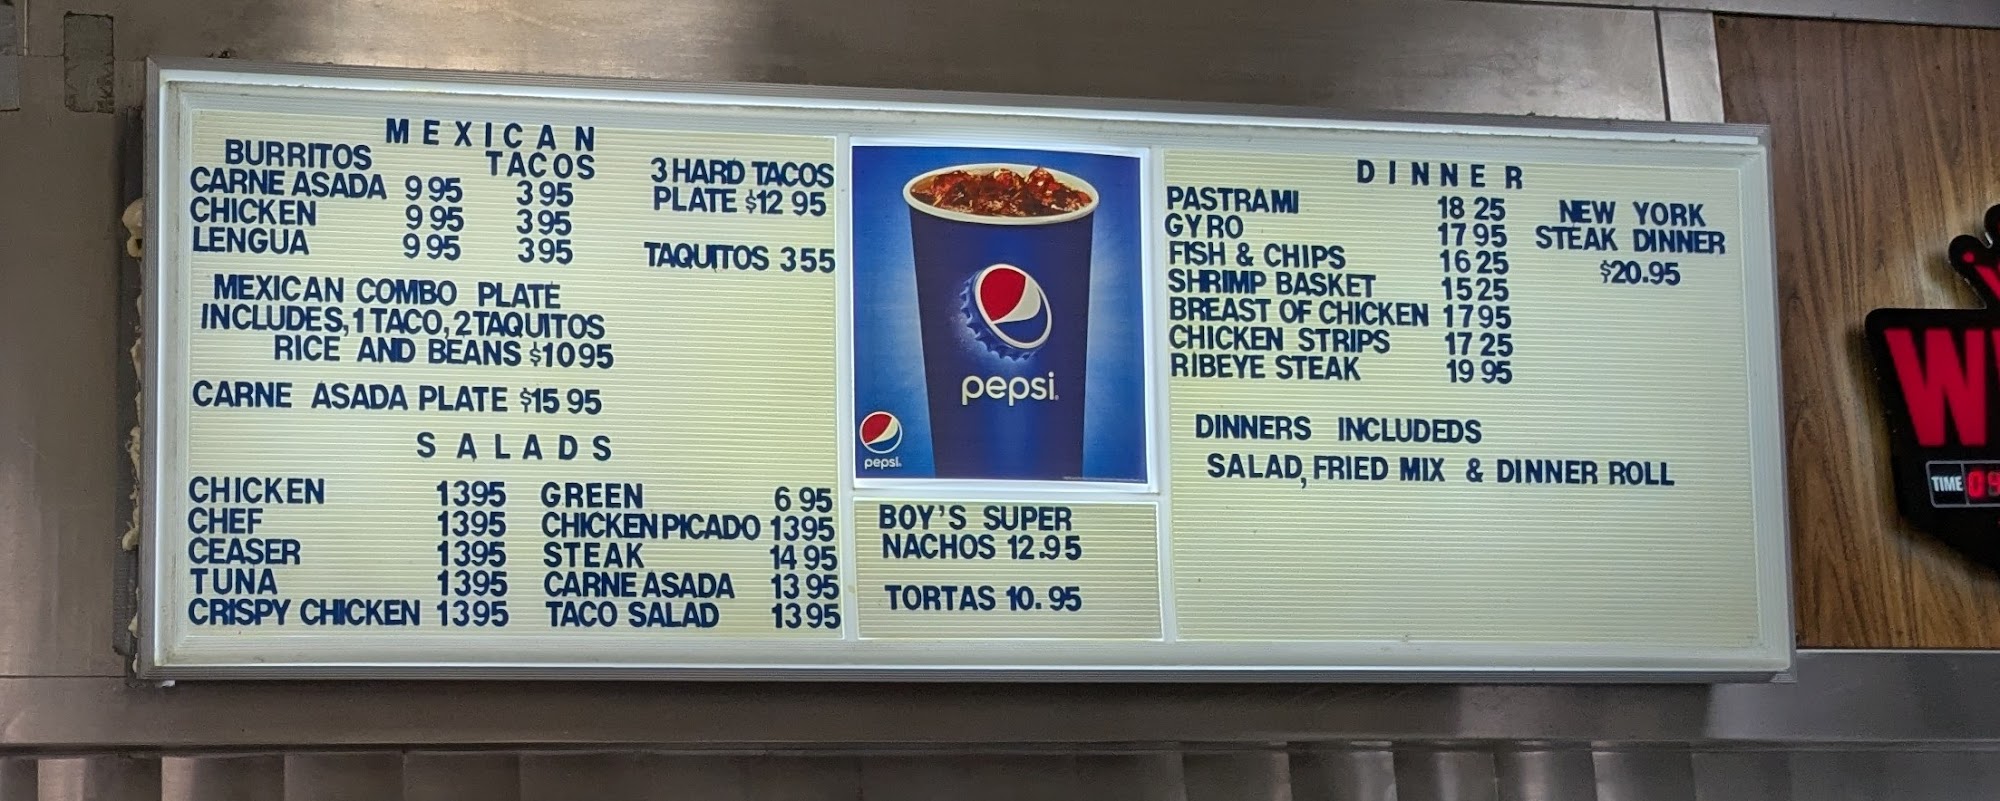 MEXICAN
BURRITOS TACOS
CARNE ASADA 9 95 3 95
CHICKEN 9 95 3 95
LENGUA 9 95 3 95
3 HARD TACOS
PLATE $12 95
TAQUITOS 3 55
MEXICAN COMBO PLATE
INCLUDES, 1 TACO, 2 TAQUITOS
RICE AND BEANS $10 95
CARNE ASADA PLATE $15 95
SALADS
CHICKEN 13 95
CHEF 13 95
CEASER 13 95
TUNA 13 95
CRISPY CHICKEN 13 95
GREEN 6 95
CHICKEN PICADO 13 95
STEAK 14 95
CARNE ASADA 13 95
TACO SALAD 13 95
pepsi
pepsi
BOY'S SUPER
NACHOS 12.95
TORTAS 10.95
DINNER
PASTRAMI 18 25
GYRO 17 95
FISH & CHIPS 16 25
SHRIMP BASKET 15 25
BREAST OF CHICKEN 17 95
CHICKEN STRIPS 17 25
RIBEYE STEAK 19 95
NEW YORK
STEAK DINNER
$20.95
DINNERS INCLUDEDS
SALAD, FRIED MIX & DINNER ROLL
TIME